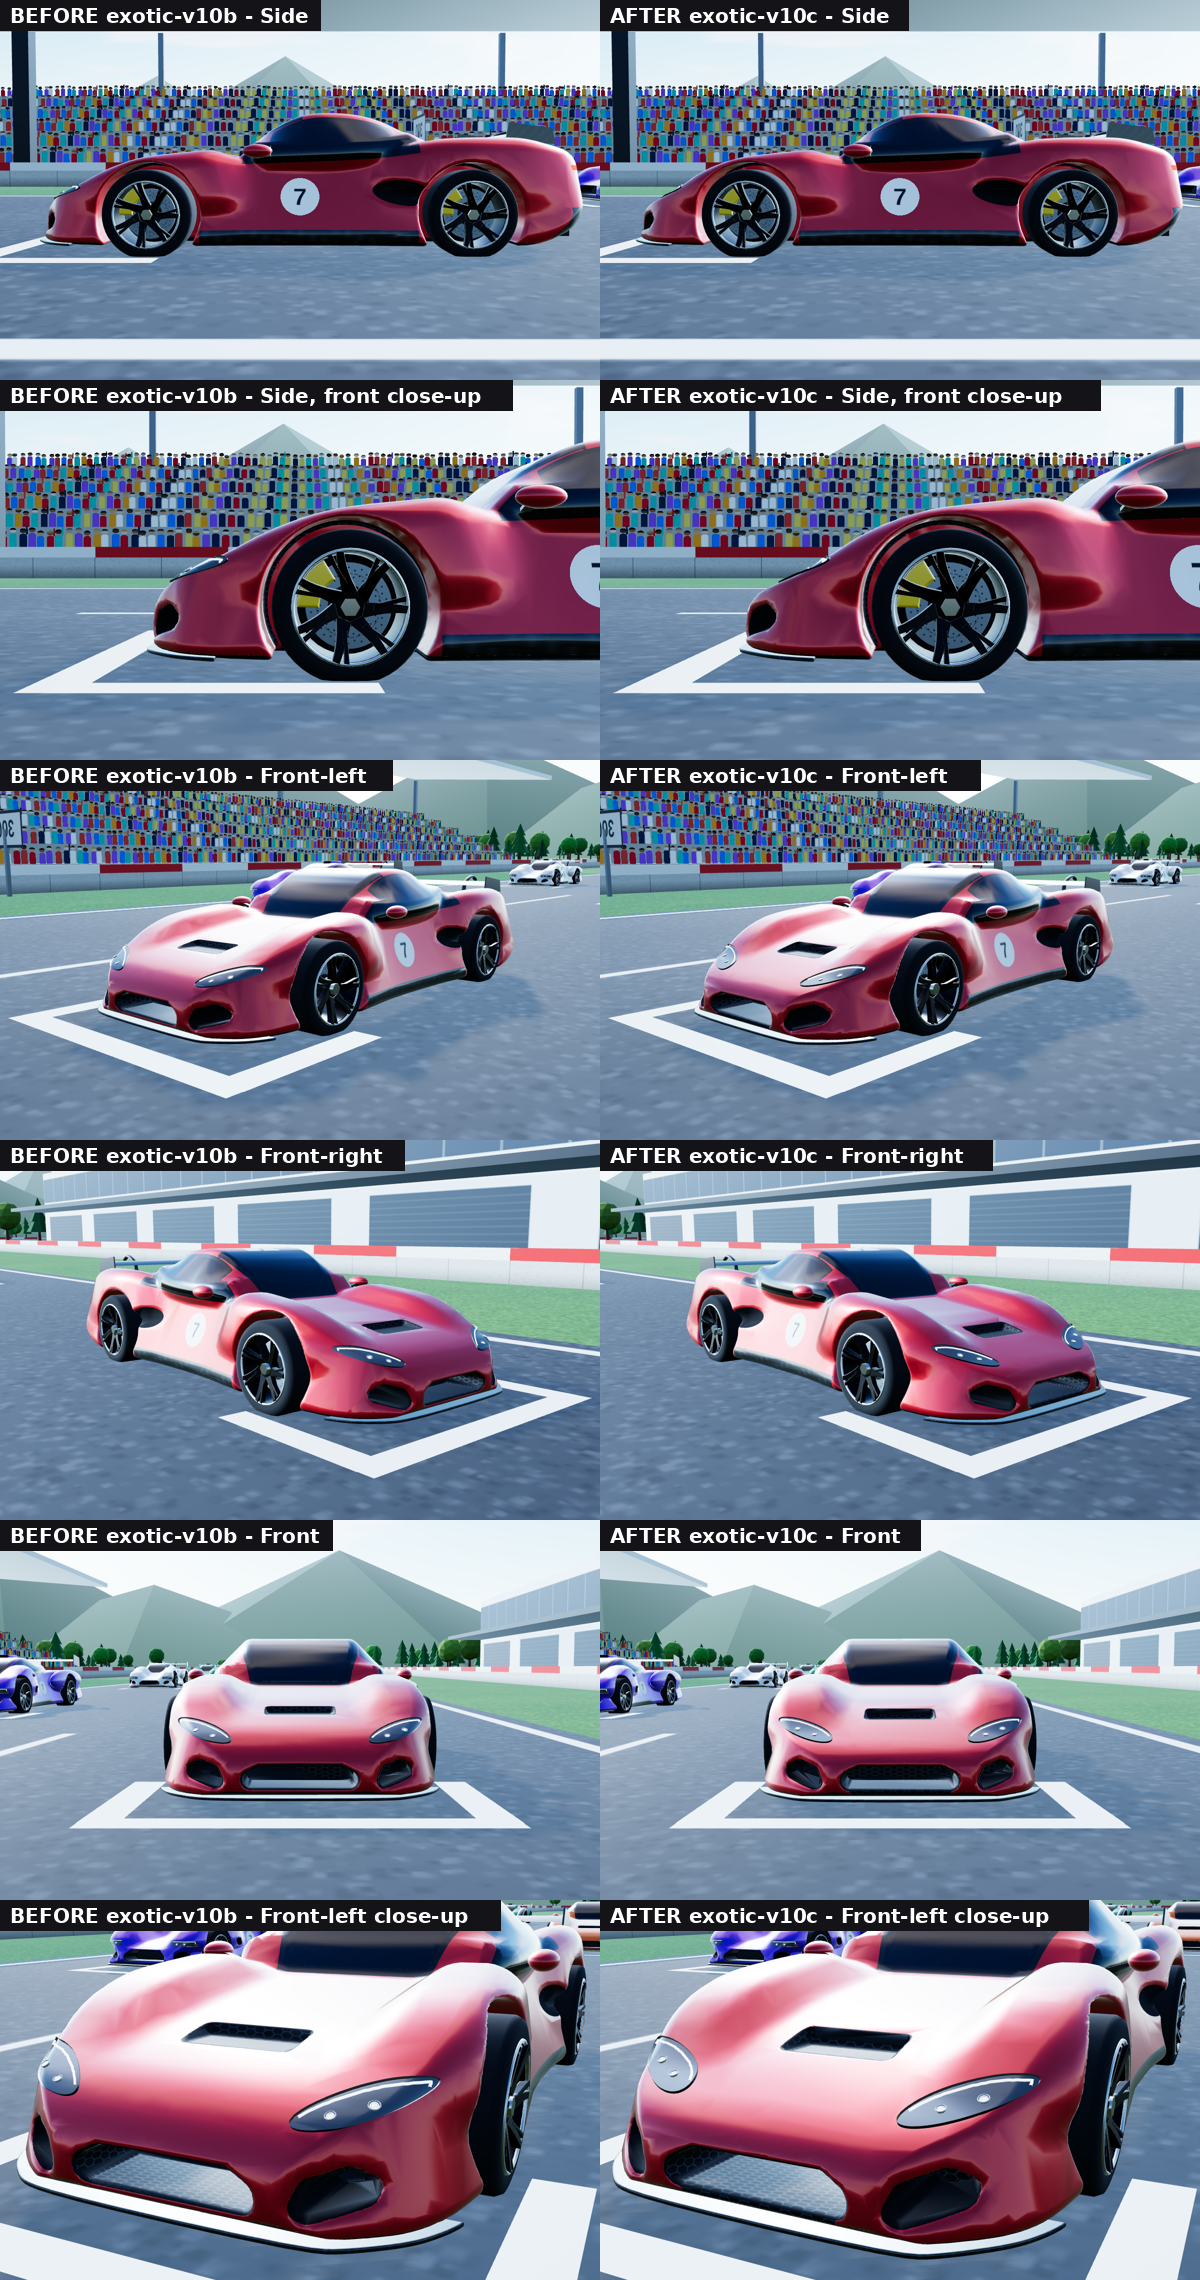 BEFORE exotic-v10b - Side
AFTER exotic-v10c - Side
7
7
BEFORE exotic-v10b - Side, front close-up
AFTER exotic-v10c - Side, front close-up
BEFORE exotic-v10b - Front-left
AFTER exotic-v10c - Front-left
7
7
BEFORE exotic-v10b - Front-right
AFTER exotic-v10c - Front-right
7
7
BEFORE exotic-v10b - Front
AFTER exotic-v10c - Front
BEFORE exotic-v10b - Front-left close-up
AFTER exotic-v10c - Front-left close-up